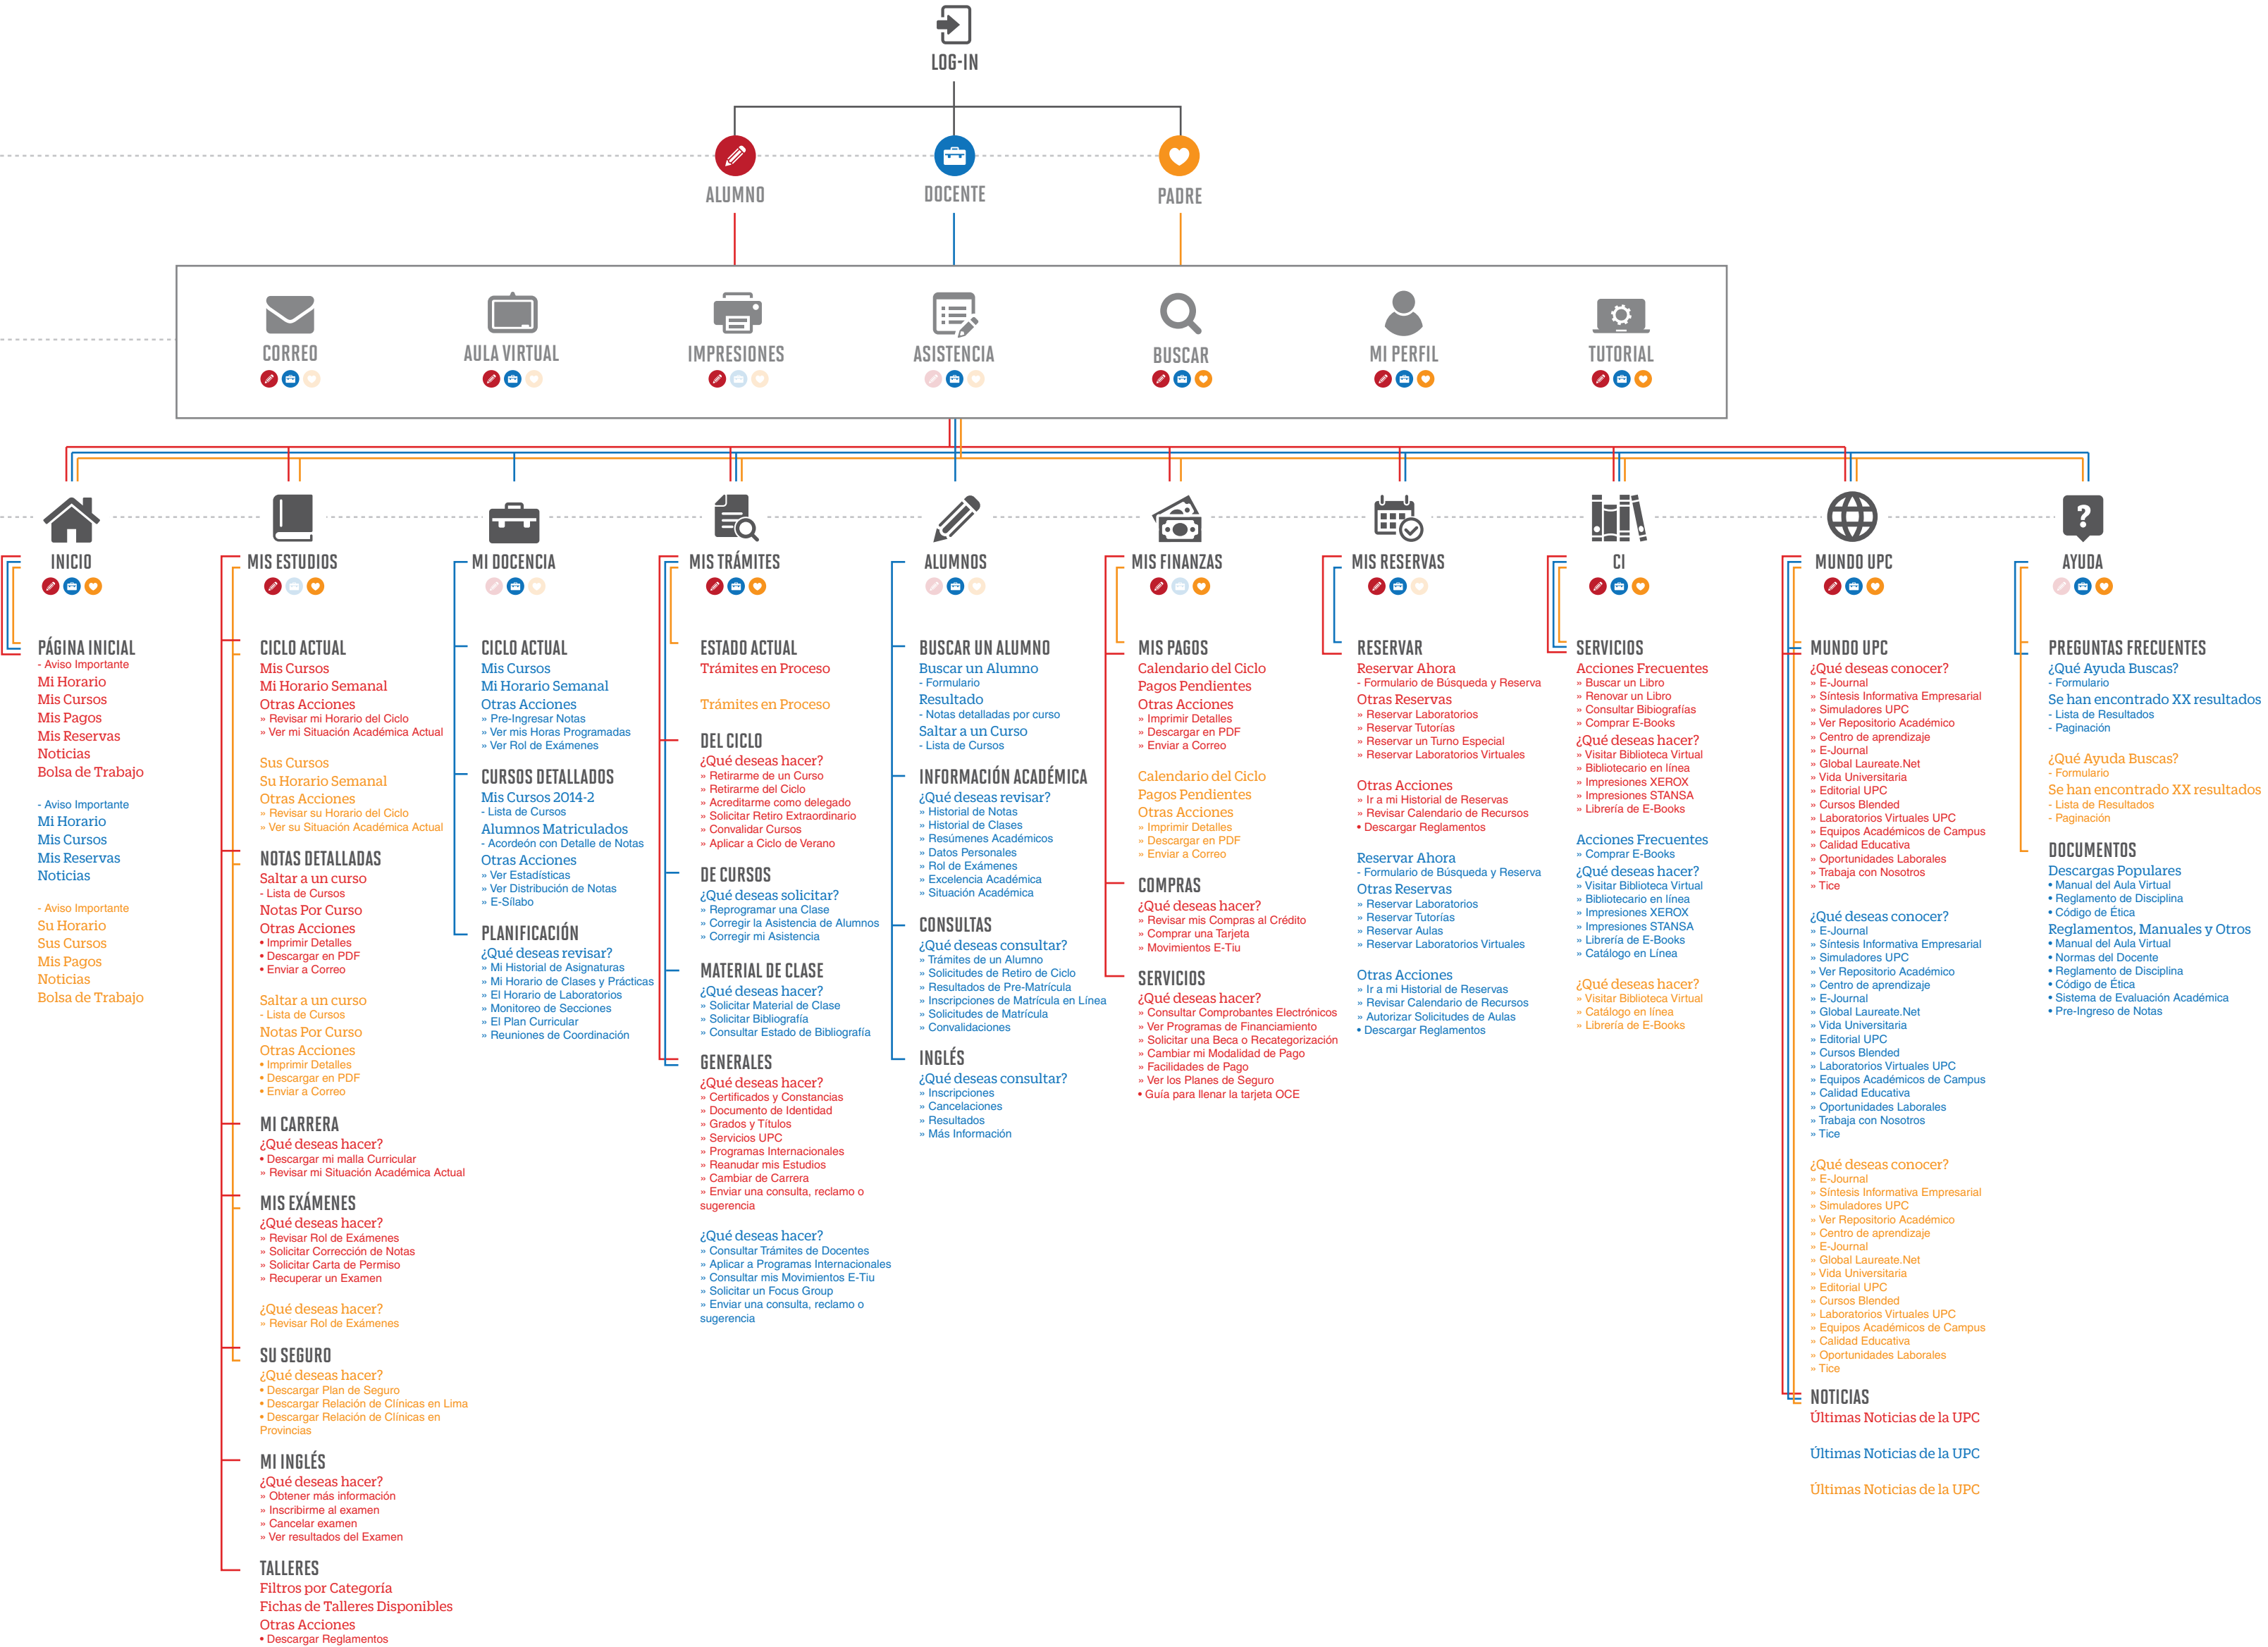 LOG-IN
ALUMNO
DOCENTE
PADRE
CORREO
AULA VIRTUAL
IMPRESIONES
ASISTENCIA
BUSCAR
MI PERFIL
TUTORIAL
INICIO
PÁGINA INICIAL
- Aviso Importante
Mi Horario
Mis Cursos
Mis Pagos
Mis Reservas
Noticias
Bolsa de Trabajo
- Aviso Importante
Mi Horario
Mis Cursos
Mis Reservas
Noticias
- Aviso Importante
Su Horario
Sus Cursos
Mis Pagos
Noticias
Bolsa de Trabajo
MIS ESTUDIOS
CICLO ACTUAL
Mis Cursos
Mi Horario Semanal
Otras Acciones
» Revisar mi Horario del Ciclo
» Ver mi Situación Académica Actual
Sus Cursos
Su Horario Semanal
Otras Acciones
» Revisar su Horario del Ciclo
» Ver su Situación Académica Actual
NOTAS DETALLADAS
Saltar a un curso
- Lista de Cursos
Notas Por Curso
Otras Acciones
• Imprimir Detalles
• Descargar en PDF
• Enviar a Correo
Saltar a un curso
- Lista de Cursos
Notas Por Curso
Otras Acciones
• Imprimir Detalles
• Descargar en PDF
• Enviar a Correo
MI CARRERA
¿Qué deseas hacer?
• Descargar mi malla Curricular
» Revisar mi Situación Académica Actual
MIS EXÁMENES
¿Qué deseas hacer?
» Revisar Rol de Exámenes
» Solicitar Corrección de Notas
» Solicitar Carta de Permiso
» Recuperar un Examen
¿Qué deseas hacer?
» Revisar Rol de Exámenes
SU SEGURO
¿Qué deseas hacer?
• Descargar Plan de Seguro
• Descargar Relación de Clínicas en Lima
• Descargar Relación de Clínicas en
Provincias
MI INGLÉS
¿Qué deseas hacer?
» Obtener más información
» Inscribirme al examen
» Cancelar examen
» Ver resultados del Examen
TALLERES
Filtros por Categoría
Fichas de Talleres Disponibles
Otras Acciones
• Descargar Reglamentos
MI DOCENCIA
CICLO ACTUAL
Mis Cursos
Mi Horario Semanal
Otras Acciones
» Pre-Ingresar Notas
» Ver mis Horas Programadas
» Ver Rol de Exámenes
CURSOS DETALLADOS
Mis Cursos 2014-2
- Lista de Cursos
Alumnos Matriculados
- Acordeón con Detalle de Notas
Otras Acciones
» Ver Estadísticas
» Ver Distribución de Notas
» E-Sílabo
PLANIFICACIÓN
¿Qué deseas revisar?
» Mi Historial de Asignaturas
» Mi Horario de Clases y Prácticas
» El Horario de Laboratorios
» Monitoreo de Secciones
» El Plan Curricular
» Reuniones de Coordinación
MIS TRÁMITES
ESTADO ACTUAL
Trámites en Proceso
Trámites en Proceso
DEL CICLO
¿Qué deseas hacer?
» Retirarme de un Curso
» Retirarme del Ciclo
» Acreditarme como delegado
» Solicitar Retiro Extraordinario
» Convalidar Cursos
» Aplicar a Ciclo de Verano
DE CURSOS
¿Qué deseas solicitar?
» Reprogramar una Clase
» Corregir la Asistencia de Alumnos
» Corregir mi Asistencia
MATERIAL DE CLASE
¿Qué deseas hacer?
» Solicitar Material de Clase
» Solicitar Bibliografía
» Consultar Estado de Bibliografía
GENERALES
¿Qué deseas hacer?
» Certificados y Constancias
» Documento de Identidad
» Grados y Títulos
» Servicios UPC
» Programas Internacionales
» Reanudar mis Estudios
» Cambiar de Carrera
» Enviar una consulta, reclamo o
sugerencia
¿Qué deseas hacer?
» Consultar Trámites de Docentes
» Aplicar a Programas Internacionales
» Consultar mis Movimientos E-Tiu
» Solicitar un Focus Group
» Enviar una consulta, reclamo o
sugerencia
ALUMNOS
BUSCAR UN ALUMNO
Buscar un Alumno
- Formulario
Resultado
- Notas detalladas por curso
Saltar a un Curso
- Lista de Cursos
INFORMACIÓN ACADÉMICA
¿Qué deseas revisar?
» Historial de Notas
» Historial de Clases
» Resúmenes Académicos
» Datos Personales
» Rol de Exámenes
» Excelencia Académica
» Situación Académica
CONSULTAS
¿Qué deseas consultar?
» Trámites de un Alumno
» Solicitudes de Retiro de Ciclo
» Resultados de Pre-Matrícula
» Inscripciones de Matrícula en Línea
» Solicitudes de Matrícula
» Convalidaciones
INGLÉS
¿Qué deseas consultar?
» Inscripciones
» Cancelaciones
» Resultados
» Más Información
MIS FINANZAS
MIS PAGOS
Calendario del Ciclo
Pagos Pendientes
Otras Acciones
» Imprimir Detalles
» Descargar en PDF
» Enviar a Correo
Calendario del Ciclo
Pagos Pendientes
Otras Acciones
» Imprimir Detalles
» Descargar en PDF
» Enviar a Correo
COMPRAS
¿Qué deseas hacer?
» Revisar mis Compras al Crédito
» Comprar una Tarjeta
» Movimientos E-Tiu
SERVICIOS
¿Qué deseas hacer?
» Consultar Comprobantes Electrónicos
» Ver Programas de Financiamiento
» Solicitar una Beca o Recategorización
» Cambiar mi Modalidad de Pago
» Facilidades de Pago
» Ver los Planes de Seguro
• Guía para llenar la tarjeta OCE
MIS RESERVAS
RESERVAR
Reservar Ahora
- Formulario de Búsqueda y Reserva
Otras Reservas
» Reservar Laboratorios
» Reservar Tutorías
» Reservar un Turno Especial
» Reservar Laboratorios Virtuales
Otras Acciones
» Ir a mi Historial de Reservas
» Revisar Calendario de Recursos
• Descargar Reglamentos
Reservar Ahora
- Formulario de Búsqueda y Reserva
Otras Reservas
» Reservar Laboratorios
» Reservar Tutorías
» Reservar Aulas
» Reservar Laboratorios Virtuales
Otras Acciones
» Ir a mi Historial de Reservas
» Revisar Calendario de Recursos
» Autorizar Solicitudes de Aulas
• Descargar Reglamentos
CI
SERVICIOS
Acciones Frecuentes
» Buscar un Libro
» Renovar un Libro
» Consultar Bibiografías
» Comprar E-Books
¿Qué deseas hacer?
» Visitar Biblioteca Virtual
» Bibliotecario en línea
» Impresiones XEROX
» Impresiones STANSA
» Librería de E-Books
Acciones Frecuentes
» Comprar E-Books
¿Qué deseas hacer?
» Visitar Biblioteca Virtual
» Bibliotecario en línea
» Impresiones XEROX
» Impresiones STANSA
» Librería de E-Books
» Catálogo en Línea
¿Qué deseas hacer?
» Visitar Biblioteca Virtual
» Catálogo en línea
» Librería de E-Books
MUNDO UPC
MUNDO UPC
¿Qué deseas conocer?
» E-Journal
» Síntesis Informativa Empresarial
» Simuladores UPC
» Ver Repositorio Académico
» Centro de aprendizaje
» E-Journal
» Global Laureate.Net
» Vida Universitaria
» Editorial UPC
» Cursos Blended
» Laboratorios Virtuales UPC
» Equipos Académicos de Campus
» Calidad Educativa
» Oportunidades Laborales
» Trabaja con Nosotros
» Tice
¿Qué deseas conocer?
» E-Journal
» Síntesis Informativa Empresarial
» Simuladores UPC
» Ver Repositorio Académico
» Centro de aprendizaje
» E-Journal
» Global Laureate.Net
» Vida Universitaria
» Editorial UPC
» Cursos Blended
» Laboratorios Virtuales UPC
» Equipos Académicos de Campus
» Calidad Educativa
» Oportunidades Laborales
» Trabaja con Nosotros
» Tice
¿Qué deseas conocer?
» E-Journal
» Síntesis Informativa Empresarial
» Simuladores UPC
» Ver Repositorio Académico
» Centro de aprendizaje
» E-Journal
» Global Laureate.Net
» Vida Universitaria
» Editorial UPC
» Cursos Blended
» Laboratorios Virtuales UPC
» Equipos Académicos de Campus
» Calidad Educativa
» Oportunidades Laborales
» Tice
NOTICIAS
Últimas Noticias de la UPC
Últimas Noticias de la UPC
Últimas Noticias de la UPC
?
AYUDA
PREGUNTAS FRECUENTES
¿Qué Ayuda Buscas?
- Formulario
Se han encontrado XX resultados
- Lista de Resultados
- Paginación
¿Qué Ayuda Buscas?
- Formulario
Se han encontrado XX resultados
- Lista de Resultados
- Paginación
DOCUMENTOS
Descargas Populares
• Manual del Aula Virtual
• Reglamento de Disciplina
• Código de Ética
Reglamentos, Manuales y Otros
• Manual del Aula Virtual
• Normas del Docente
• Reglamento de Disciplina
• Código de Ética
• Sistema de Evaluación Académica
• Pre-Ingreso de Notas